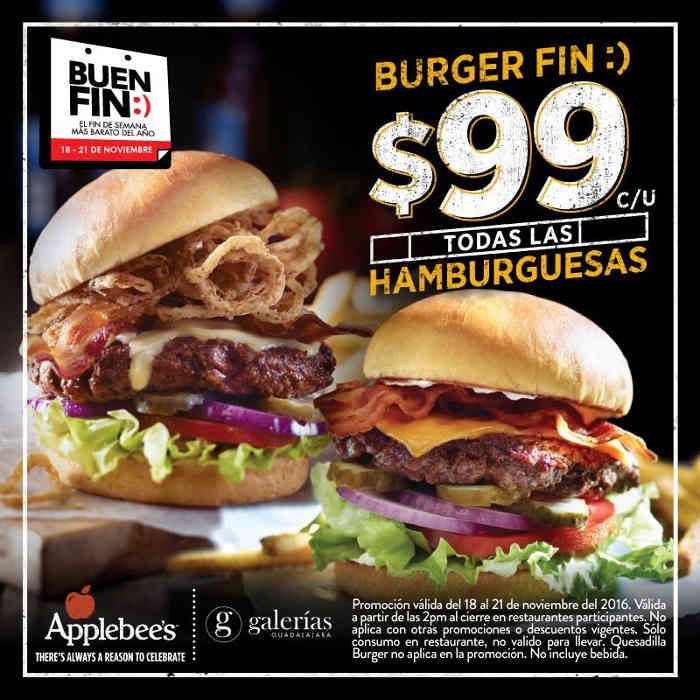 BUEN
FIN:)
EL FIN DE SEMANA
MÁS BARATO DEL AÑO
18 - 21 DE NOVIEMBRE
BURGER FIN :)
$99 C/U
TODAS LAS
HAMBURGUESAS
Applebee's
THERE'S ALWAYS A REASON TO CELEBRATE
g galerías
GUADALAJARA
Promoción válida del 18 al 21 de noviembre del 2016. Válida
a partir de las 2pm al cierre en restaurantes participantes. No
aplica con otras promociones o descuentos vigentes. Sólo
consumo en restaurante, no valido para llevar. Quesadilla
Burger no aplica en la promoción. No incluye bebida.